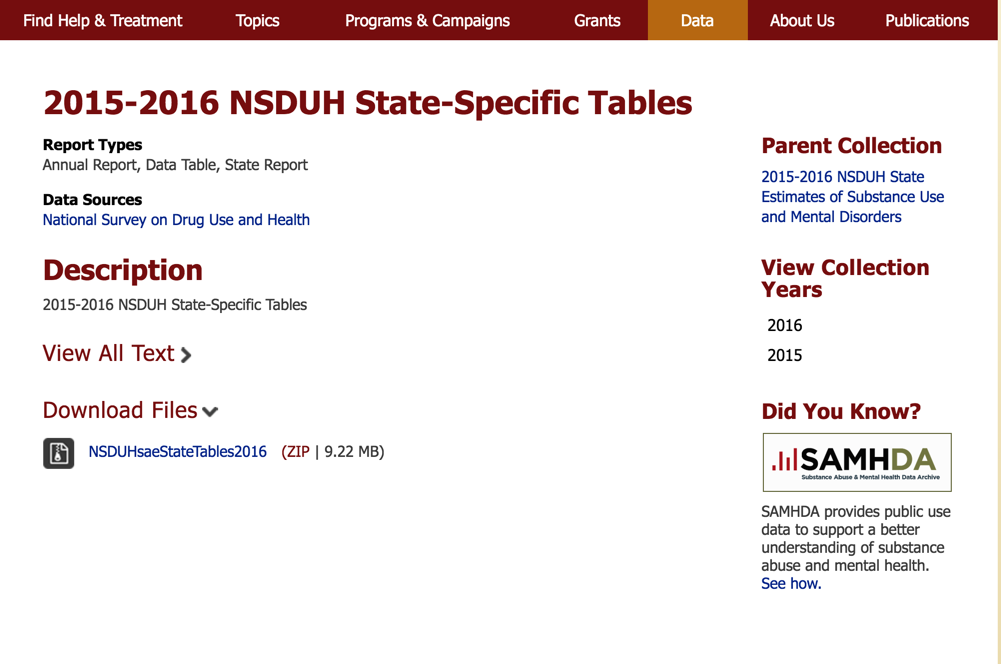 Find Help & Treatment Topics Programs & Campaigns Grants Data About Us Publications
2015-2016 NSDUH State-Specific Tables
Report Types
Annual Report, Data Table, State Report
Data Sources
National Survey on Drug Use and Health
Description
2015-2016 NSDUH State-Specific Tables
View All Text
Download Files
NSDUHsaeStateTables2016 (ZIP | 9.22 MB)
Parent Collection
2015-2016 NSDUH State
Estimates of Substance Use
and Mental Disorders
View Collection
Years
2016
2015
Did You Know?
SAMHDA
Substance Abuse & Mental Health Data Archive
SAMHDA provides public use
data to support a better
understanding of substance
abuse and mental health.
See how.